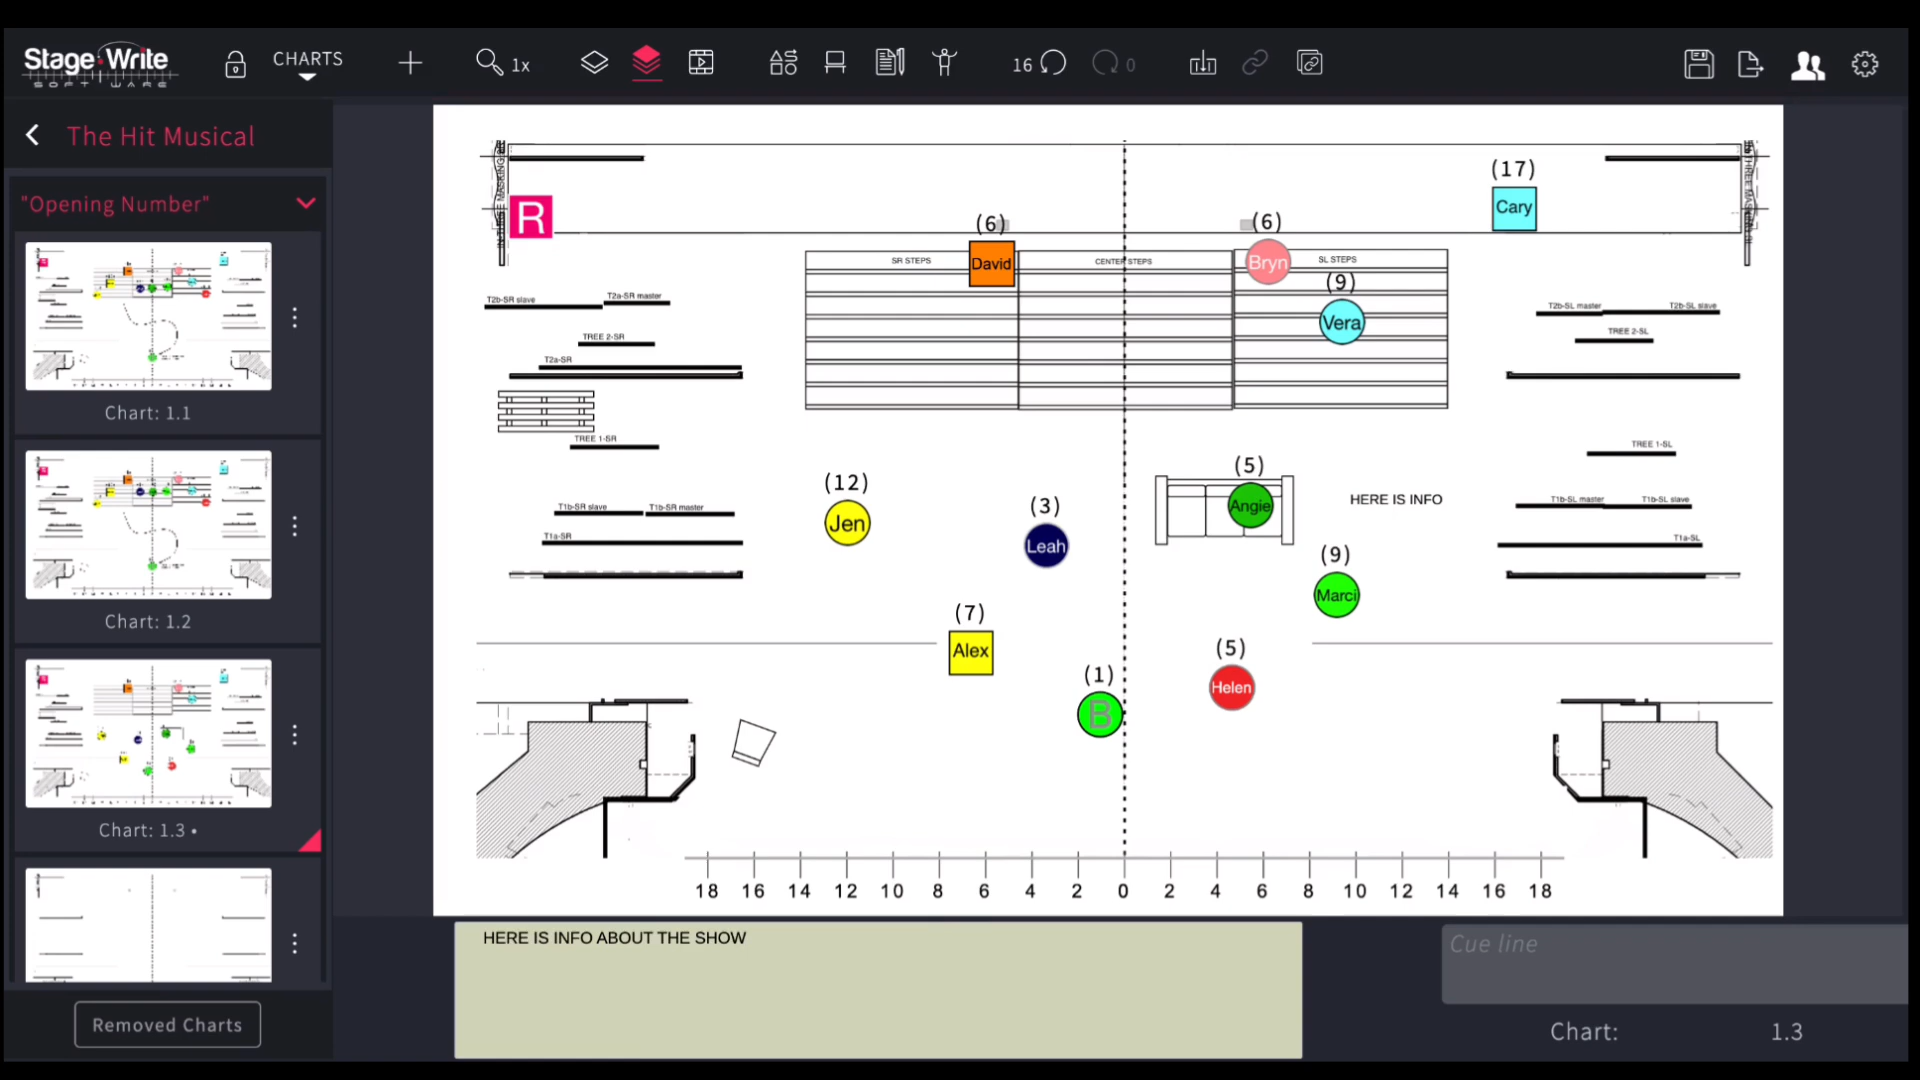 Stage Write
SOFTWARE
CHARTS
1x
16
0
The Hit Musical
"Opening Number"
Chart: 1.1
Chart: 1.2
Chart: 1.3 •
Removed Charts
R
(17)
Cary
(6)
David
(6)
Bryn
SR STEPS
CENTER STEPS
SL STEPS
(9)
Vera
T2b-SR slave
T2a-SR master
TREE 2-SR
T2a-SR
TREE 1-SR
T2b-SL master
T2b-SL slave
TREE 2-SL
TREE 1-SL
(12)
Jen
(3)
Leah
(5)
Angie
HERE IS INFO
T1b-SR slave
T1b-SR master
T1a-SR
T1b-SL master
T1b-SL slave
T1a-SL
(9)
Marci
(7)
Alex
(5)
Helen
(1)
B
18 16 14 12 10 8 6 4 2 0 2 4 6 8 10 12 14 16 18
HERE IS INFO ABOUT THE SHOW
Cue line
Chart: 1.3